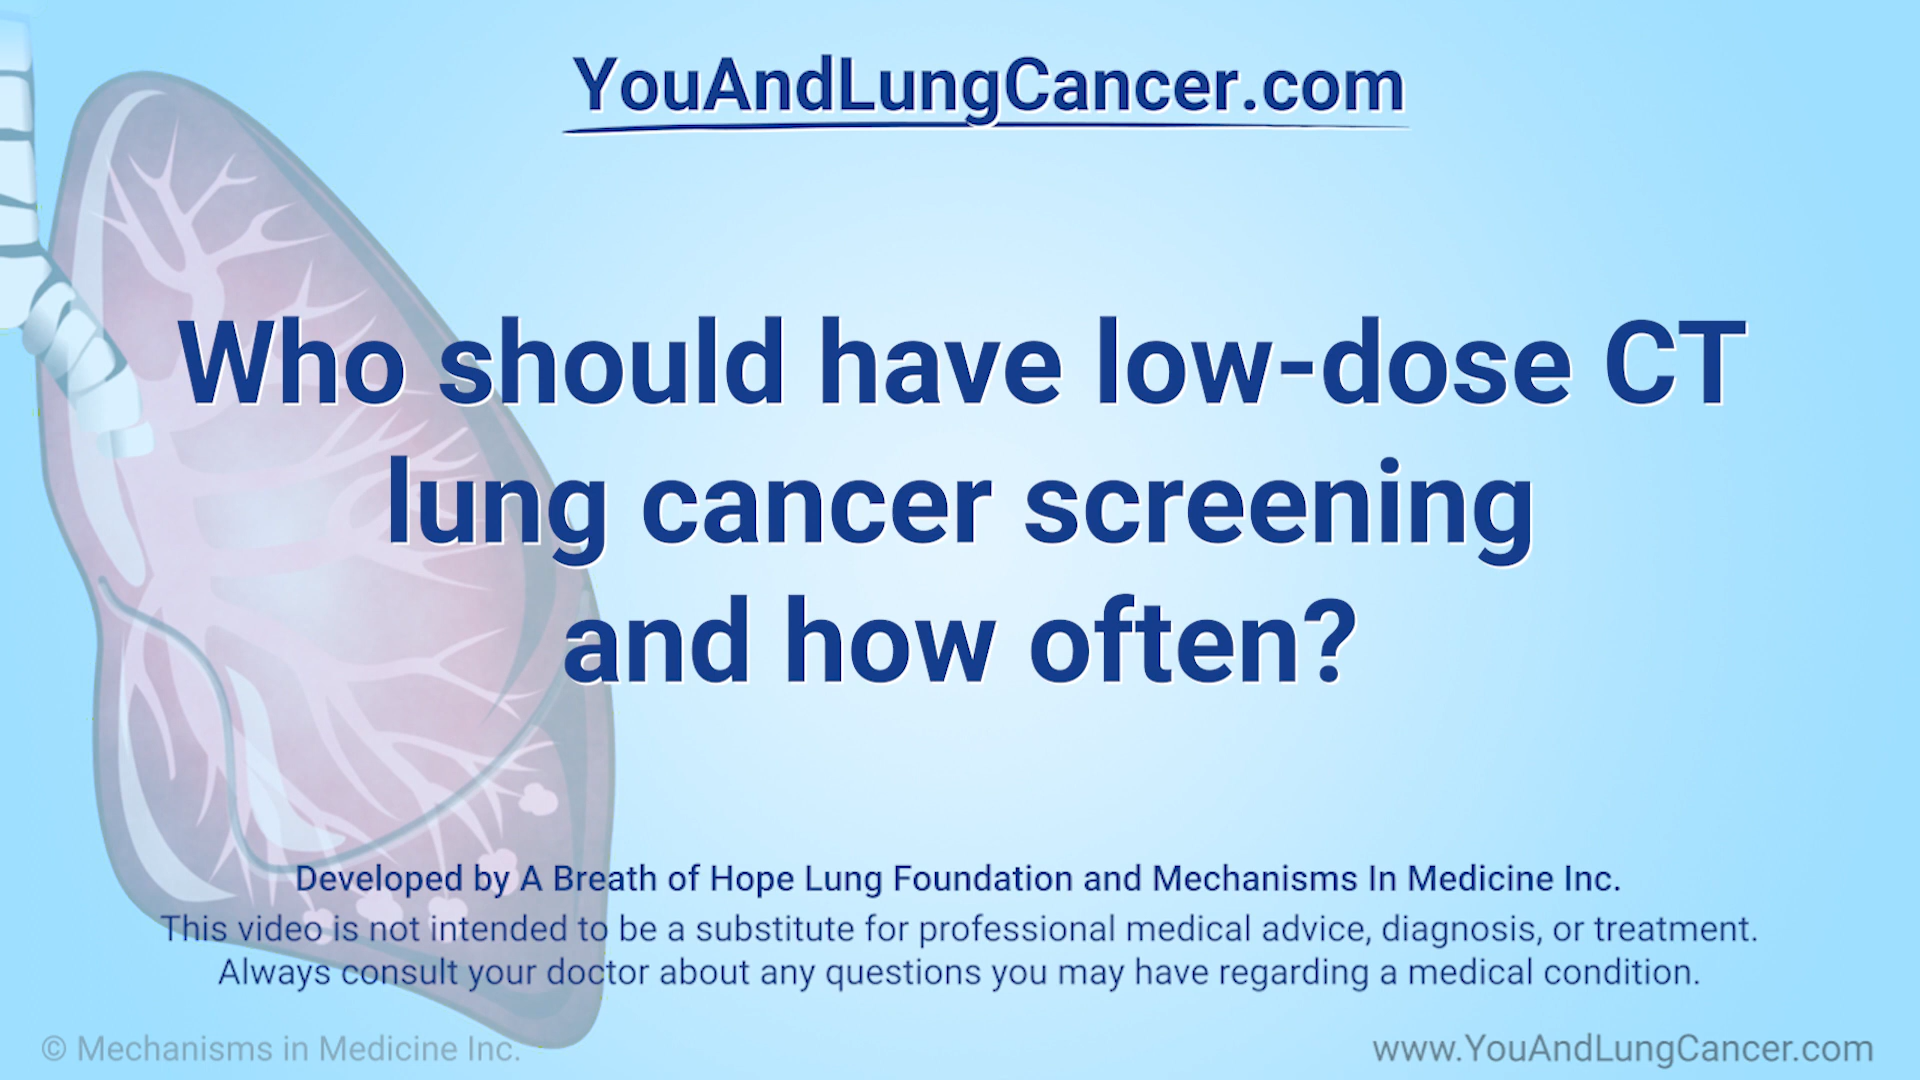 YouAndLungCancer.com
Who should have low-dose CT
lung cancer screening
and how often?
Developed by A Breath of Hope Lung Foundation and Mechanisms In Medicine Inc.
This video is not intended to be a substitute for professional medical advice, diagnosis, or treatment.
Always consult your doctor about any questions you may have regarding a medical condition.
© Mechanisms in Medicine Inc.
www.YouAndLungCancer.com